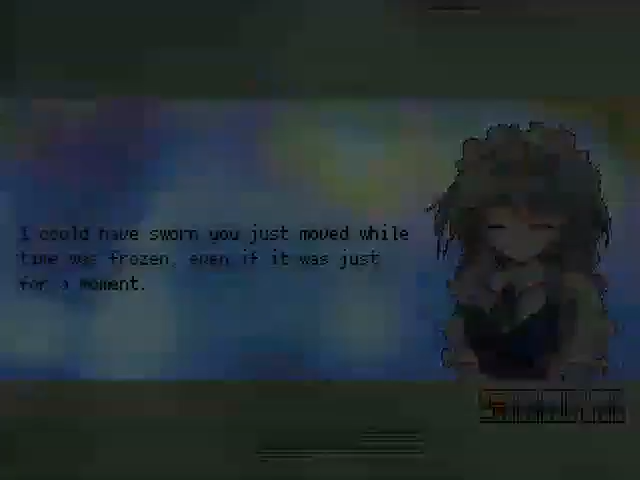 I could have sworn you just moved while
time was frozen, even if it was just
for a moment.